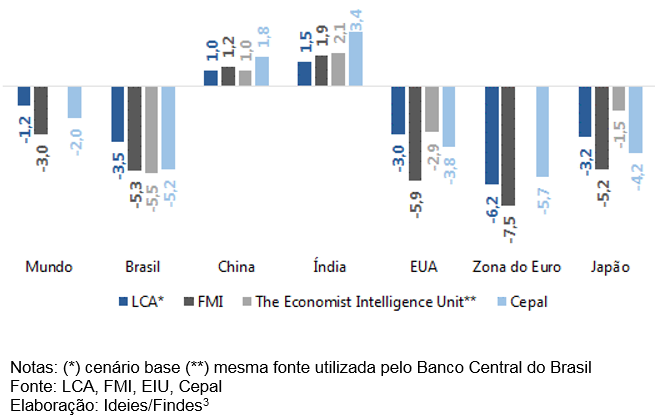 1,0 1,2 1,0 1,8 1,5 1,9 2,1 3,4
-1,2 -3,0 -2,0 -3,5 -5,3 -5,5 -5,2 -3,0 -5,9 -2,9 -3,8 -6,2 -7,5 -5,7 -3,2 -5,2 -1,5 -4,2
Mundo Brasil China Índia EUA Zona do Euro Japão
LCA* FMI The Economist Intelligence Unit** Cepal
Notas: (*) cenário base (**) mesma fonte utilizada pelo Banco Central do Brasil
Fonte: LCA, FMI, EIU, Cepal
Elaboração: Ideies/Findes³